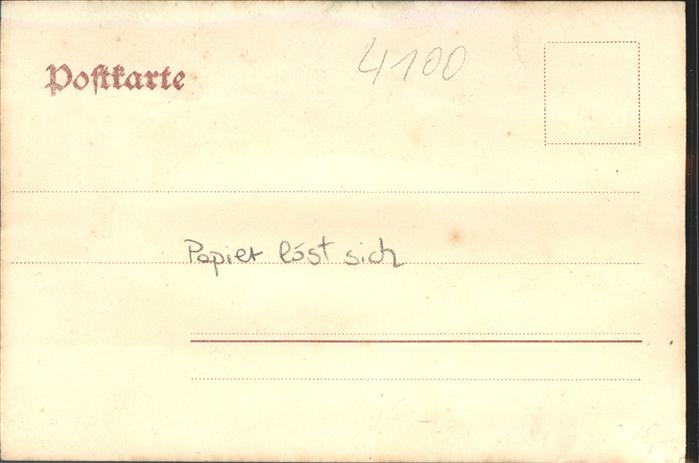 Postkarte
4100
Papier löst sich